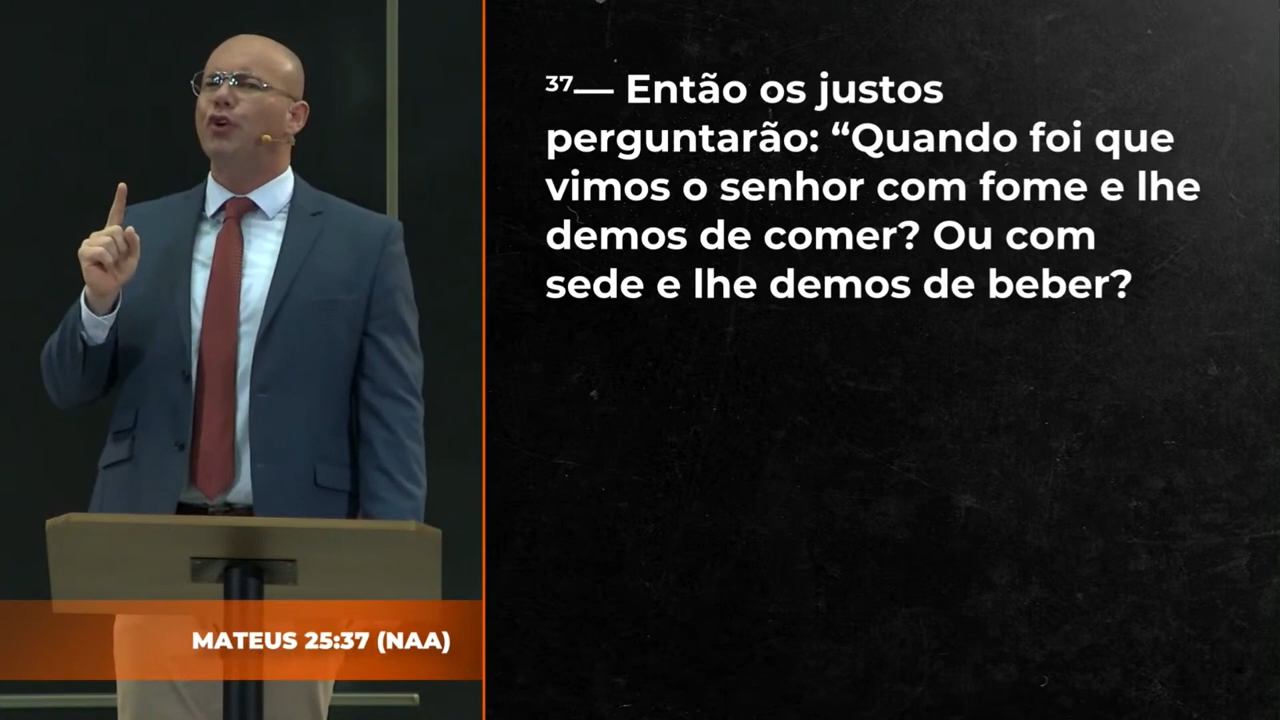 ³⁷— Então os justos
perguntarão: “Quando foi que
vimos o senhor com fome e lhe
demos de comer? Ou com
sede e lhe demos de beber?
MATEUS 25:37 (NAA)